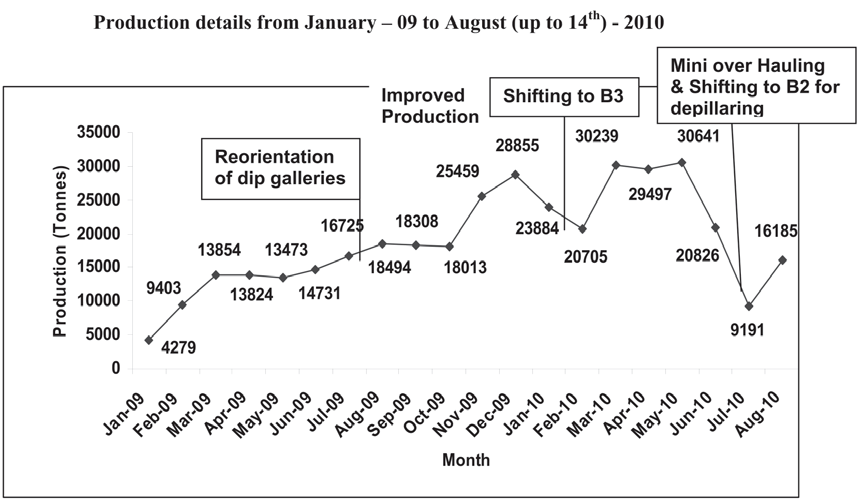 Production details from January – 09 to August (up to 14th) - 2010
Mini over Hauling
& Shifting to B2 for
depillaring
Improved
Production
Shifting to B3
Reorientation
of dip galleries
Production (Tonnes)
35000
30000
25000
20000
15000
10000
5000
0
4279
9403
13854
13824
13473
14731
16725
18494
18308
18013
25459
28855
23884
20705
30239
29497
30641
20826
9191
16185
Jan-09
Feb-09
Mar-09
Apr-09
May-09
Jun-09
Jul-09
Aug-09
Sep-09
Oct-09
Nov-09
Dec-09
Jan-10
Feb-10
Mar-10
Apr-10
May-10
Jun-10
Jul-10
Aug-10
Month